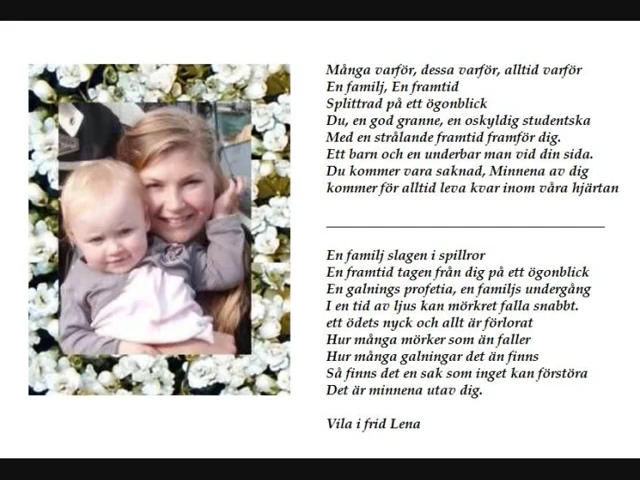 Många varför, dessa varför, alltid varför
En familj, En framtid
Splittrad på ett ögonblick
Du, en god granne, en oskyldig studentska
Med en strålande framtid framför dig.
Ett barn och en underbar man vid din sida.
Du kommer vara saknad, Minnena av dig
kommer för alltid leva kvar inom våra hjärtan
En familj slagen i spillror
En framtid tagen från dig på ett ögonblick
En galnings profetia, en familjs undergång
I en tid av ljus kan mörkret falla snabbt.
ett ödets nyck och allt är förlorat
Hur många mörker som än faller
Hur många galningar det än finns
Så finns det en sak som inget kan förstöra
Det är minnena utav dig.
Vila i frid Lena